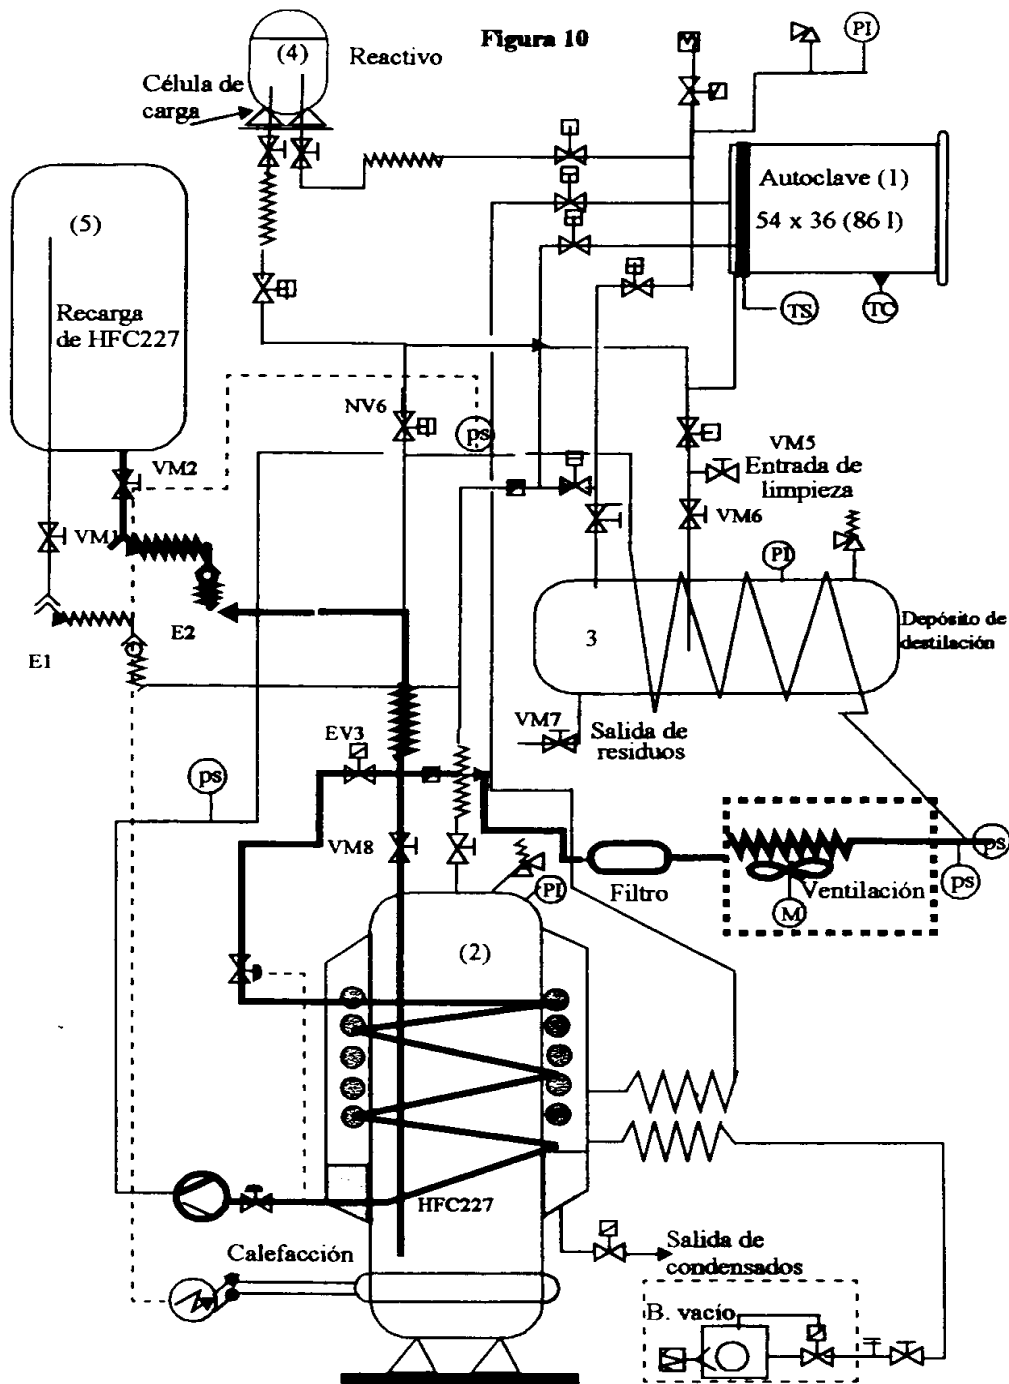 Figura 10
(4)
Reactivo
PI
Célula de
carga
(5)
Autoclave (1)
54 x 36 (86 l)
Recarga
de HFC227
TS
TC
NV6
ps
VM2
VM5
Entrada de
limpieza
VM6
VM1
PI
E2
E1
3
Depósito de
destilación
VM7
Salida de
residuos
EV3
ps
VM8
Filtro
Ventilación
M
ps
ps
PI
(2)
HFC227
Calefacción
Salida de
condensados
B. vacío